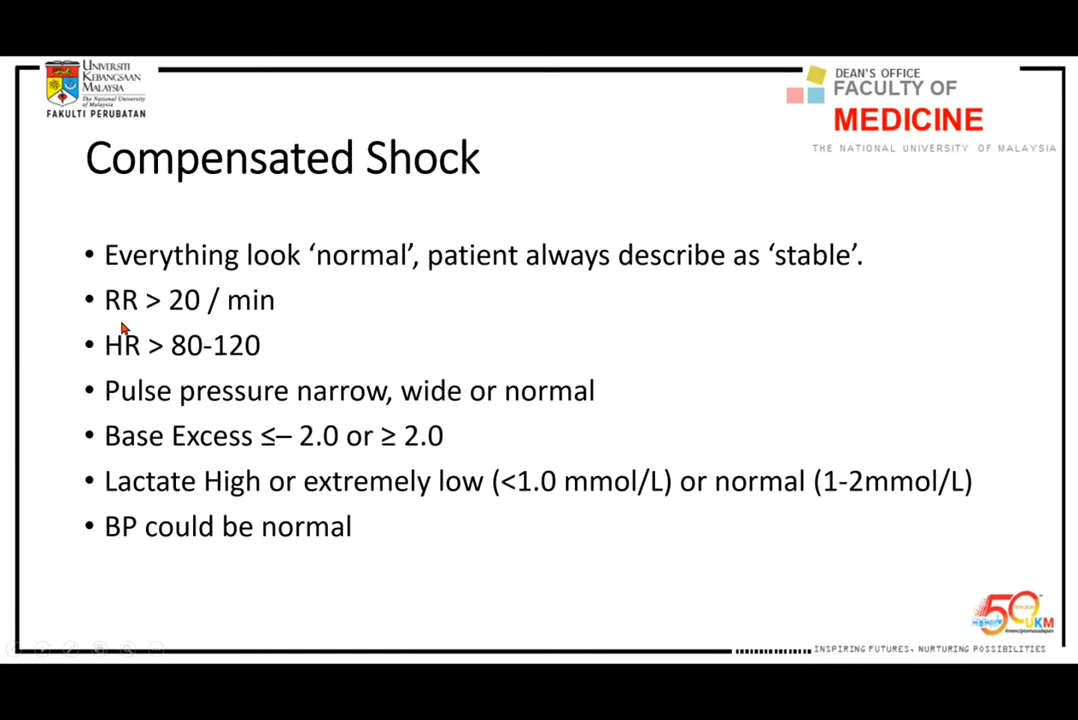 UNIVERSITI
KEBANGSAAN
MALAYSIA
The National University
of Malaysia
FAKULTI PERUBATAN
DEAN'S OFFICE
FACULTY OF
MEDICINE
THE NATIONAL UNIVERSITY OF MALAYSIA
Compensated Shock
• Everything look ‘normal’, patient always describe as ‘stable’.
• RR > 20 / min
• HR > 80-120
• Pulse pressure narrow, wide or normal
• Base Excess ≤– 2.0 or ≥ 2.0
• Lactate High or extremely low (<1.0 mmol/L) or normal (1-2mmol/L)
• BP could be normal
50
UKM
INSPIRING FUTURES, NURTURING POSSIBILITIES